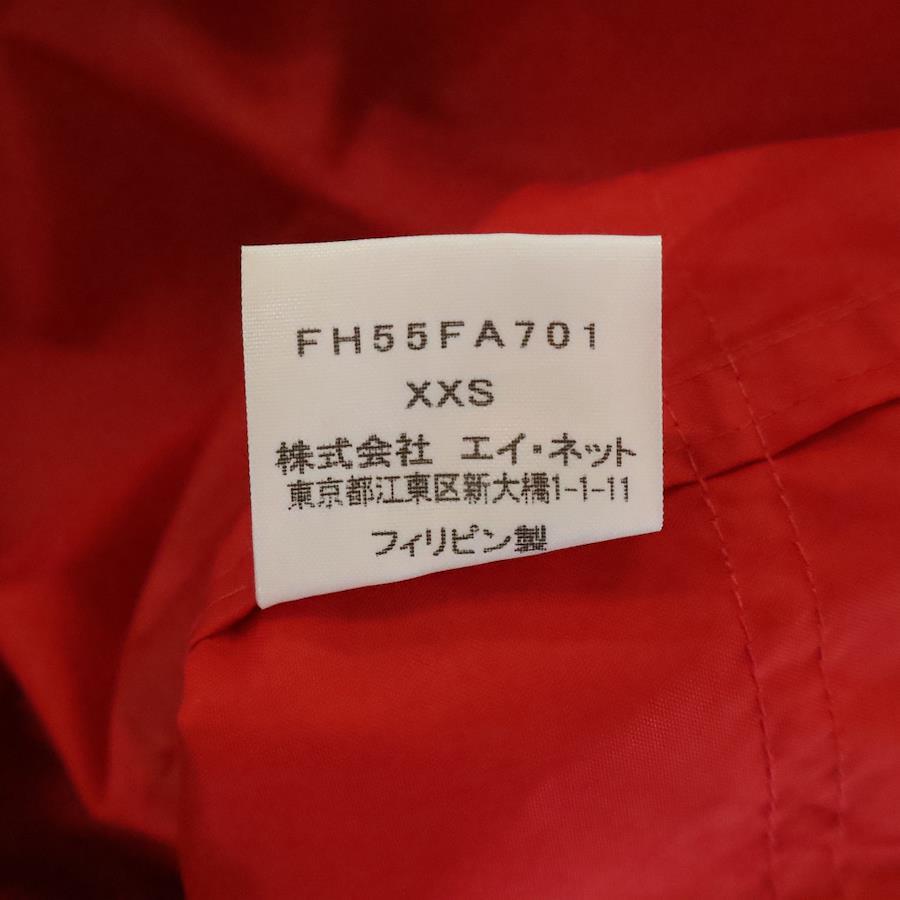 FH55FA701
XXS
株式会社 エイ・ネット
東京都江東区新大橋1-1-11
フィリピン製